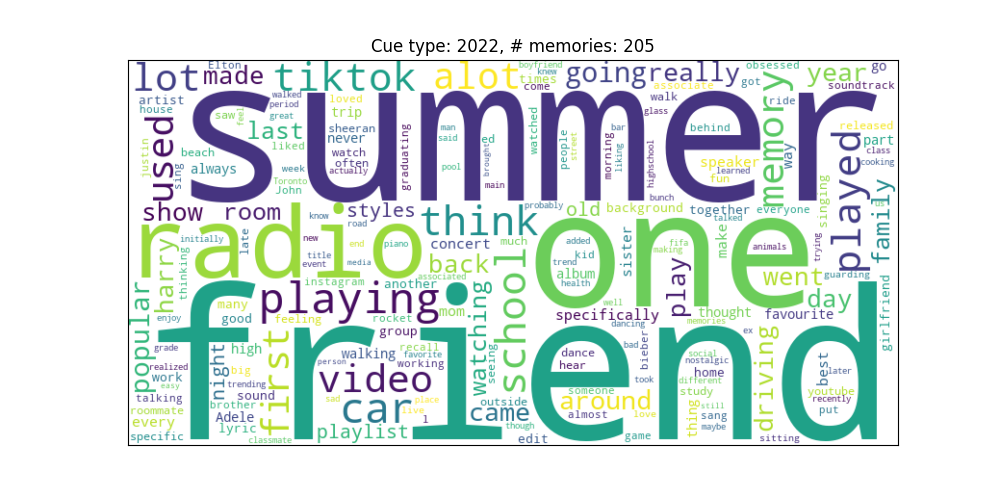 Cue type: 2022, # memories: 205
lot made Elton tiktok alot boyfriend knew times come going really associate obsessed got year go soundtrack
artist house walked period great saw feel loved trip last liked sheeran never watch often actually graduating man said ed watched people street morning bar liking glass walk highschool behind speaker fun learned memory ride way released part class cooking
summer
justin used sing beach always week Toronto John pool brought main bunch played singing family
show room know styles think probably old background together everyone talked
radio one
initially late new road title event end piano media concert much back added trend kid health album sister making fifa make animals trying guarding
harry thinking instagram another associated went day girlfriend
popular enjoy many good feeling playing rocket mom watching school well specifically play thought memories favourite
friend
grade realized work easy talking night high big trending sound first group walking recall favorite working person video seeing dancing dance hear bad bieber social ex nostalgic home different study driving best later youtube recently put
roommate every specific brother Adele lyric classmate sad car place live l playlist outside came though edit someone around almost took love game thing sang still maybe sitting